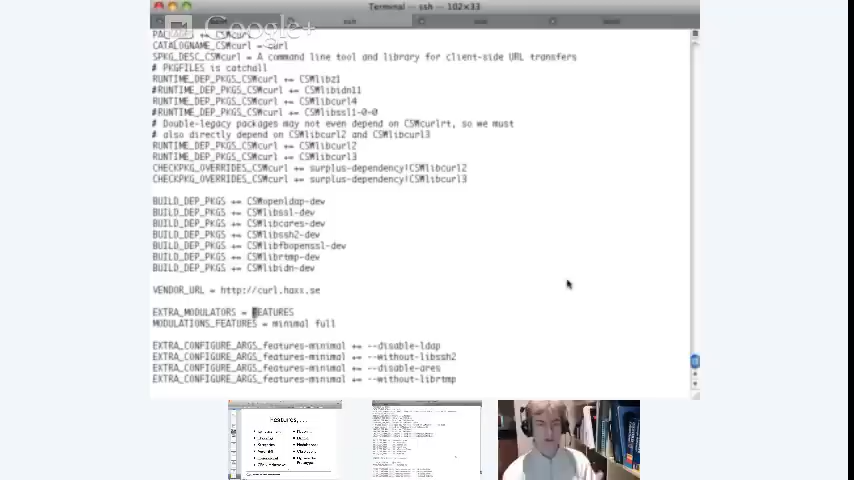 Terminal — ssh — 102×33
ssh
Google+
CATALOGNAME_CSWcurl = curl
SPKG_DESC_CSWcurl = A command line tool and library for client-side URL transfers
# PKGFILES is catchall
RUNTIME_DEP_PKGS_CSWcurl += CSWlibz1
#RUNTIME_DEP_PKGS_CSWcurl += CSWlibidn11
RUNTIME_DEP_PKGS_CSWcurl += CSWlibcurl4
#RUNTIME_DEP_PKGS_CSWcurl += CSWlibssl1-0-0
# Double-legacy packages may not even depend on CSWcurlrt, so we must
# also directly depend on CSWlibcurl2 and CSWlibcurl3
RUNTIME_DEP_PKGS_CSWcurl += CSWlibcurl2
RUNTIME_DEP_PKGS_CSWcurl += CSWlibcurl3
CHECKPKG_OVERRIDES_CSWcurl += surplus-dependency|CSWlibcurl2
CHECKPKG_OVERRIDES_CSWcurl += surplus-dependency|CSWlibcurl3
BUILD_DEP_PKGS += CSWopenldap-dev
BUILD_DEP_PKGS += CSWlibssl-dev
BUILD_DEP_PKGS += CSWlibcares-dev
BUILD_DEP_PKGS += CSWlibssh2-dev
BUILD_DEP_PKGS += CSWlibfbopenssl-dev
BUILD_DEP_PKGS += CSWlibrtmp-dev
BUILD_DEP_PKGS += CSWlibidn-dev
VENDOR_URL = http://curl.haxx.se
EXTRA_MODULATORS = FEATURES
MODULATIONS_FEATURES = minimal full
EXTRA_CONFIGURE_ARGS_features-minimal += --disable-ldap
EXTRA_CONFIGURE_ARGS_features-minimal += --without-libssh2
EXTRA_CONFIGURE_ARGS_features-minimal += --disable-ares
EXTRA_CONFIGURE_ARGS_features-minimal += --without-librtmp
Features, . . .